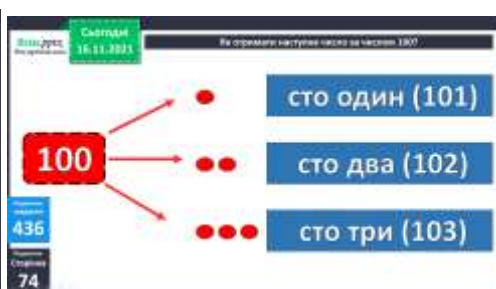 Сьогодні
16.11.2021
Як отримати наступне число за числом 100?
100
сто один (101)
сто два (102)
сто три (103)
436
Сторінка
74